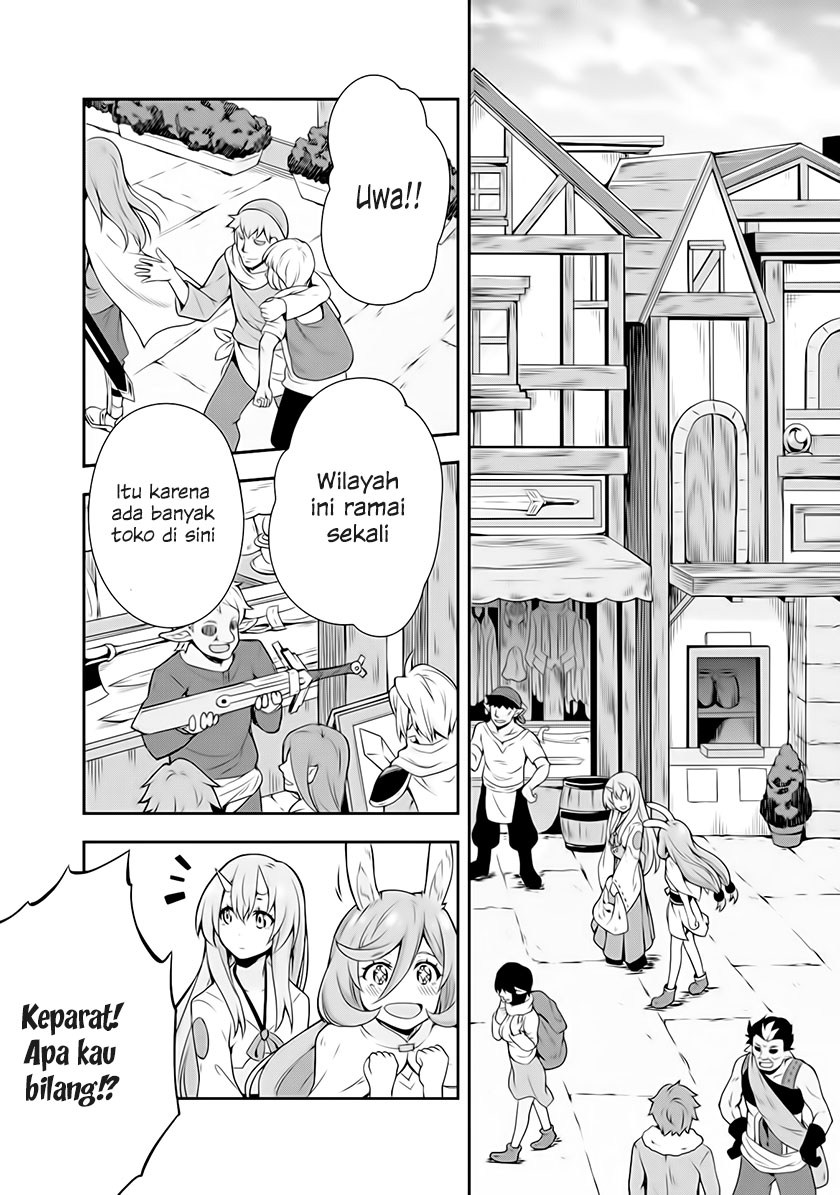 Uwa!!
Wilayah
ini ramai
sekali
Itu karena
ada banyak
toko di sini
Keparat!
Apa kau
bilang!?